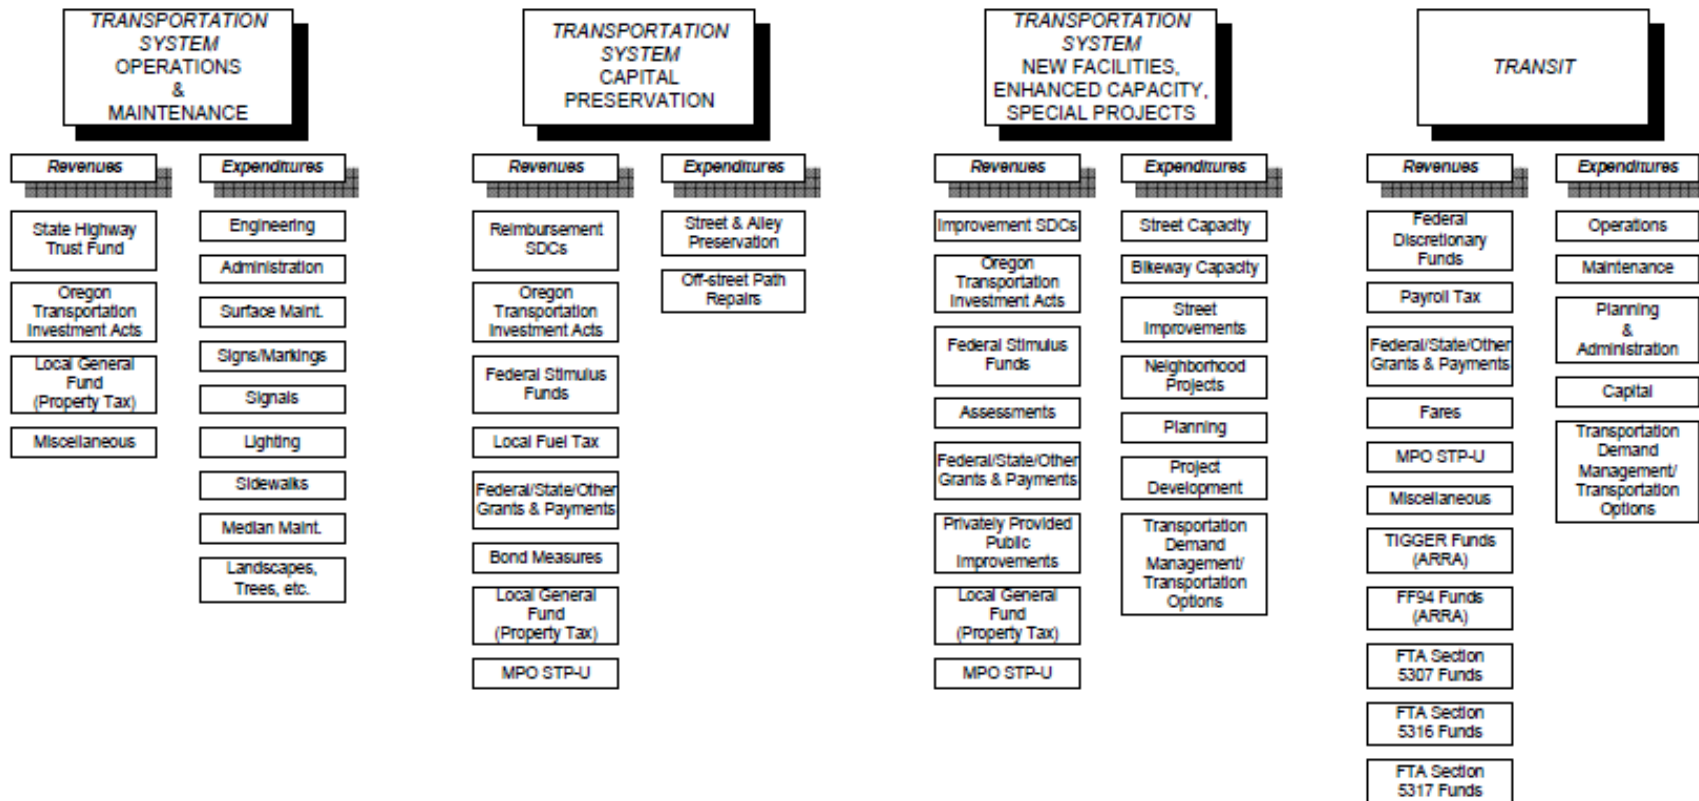 TRANSPORTATION
SYSTEM
OPERATIONS
&
MAINTENANCE
Revenues
State Highway
Trust Fund
Oregon
Transportation
Investment Acts
Local General
Fund
(Property Tax)
Miscellaneous
Expenditures
Engineering
Administration
Surface Maint.
Signs/Markings
Signals
Lighting
Sidewalks
Median Maint.
Landscapes,
Trees, etc.
TRANSPORTATION
SYSTEM
CAPITAL
PRESERVATION
Revenues
Reimbursement
SDCs
Oregon
Transportation
Investment Acts
Federal Stimulus
Funds
Local Fuel Tax
Federal/State/Other
Grants & Payments
Bond Measures
Local General
Fund
(Property Tax)
MPO STP-U
Expenditures
Street & Alley
Preservation
Off-street Path
Repairs
TRANSPORTATION
SYSTEM
NEW FACILITIES,
ENHANCED CAPACITY,
SPECIAL PROJECTS
Revenues
Improvement SDCs
Oregon
Transportation
Investment Acts
Federal Stimulus
Funds
Assessments
Federal/State/Other
Grants & Payments
Privately Provided
Public
Improvements
Local General
Fund
(Property Tax)
MPO STP-U
Expenditures
Street Capacity
Bikeway Capacity
Street
Improvements
Neighborhood
Projects
Planning
Project
Development
Transportation
Demand
Management/
Transportation
Options
TRANSIT
Revenues
Federal
Discretionary
Funds
Payroll Tax
Federal/State/Other
Grants & Payments
Fares
MPO STP-U
Miscellaneous
TIGGER Funds
(ARRA)
FF94 Funds
(ARRA)
FTA Section
5307 Funds
FTA Section
5316 Funds
FTA Section
5317 Funds
Expenditures
Operations
Maintenance
Planning
&
Administration
Capital
Transportation
Demand
Management/
Transportation
Options